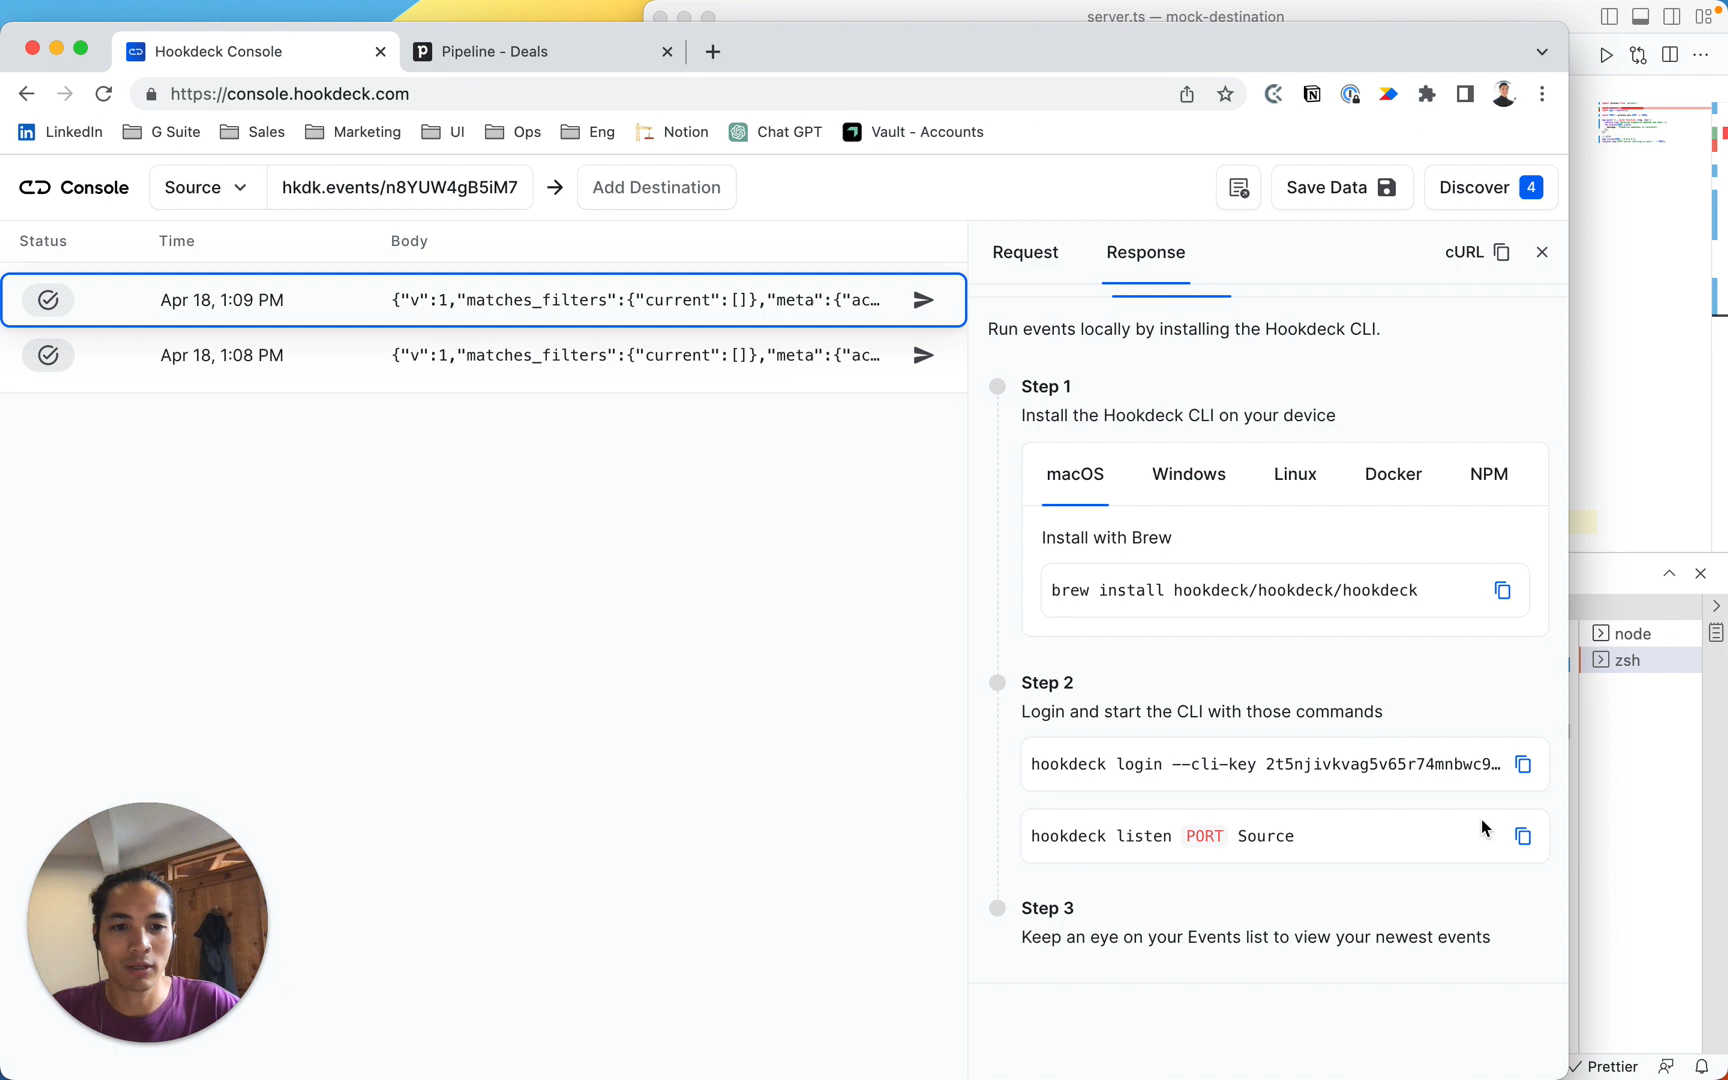 server.ts — mock-destination
Hookdeck Console
Pipeline - Deals
https://console.hookdeck.com
LinkedIn
G Suite
Sales
Marketing
UI
Ops
Eng
Notion
Chat GPT
Vault - Accounts
Console
Source
hkdk.events/n8YUW4gB5iM7
Add Destination
Save Data
Discover 4
Status
Time
Body
Request
Response
cURL
Apr 18, 1:09 PM
{"v":1,"matches_filters":{"current":[]},"meta":{"ac…
Apr 18, 1:08 PM
{"v":1,"matches_filters":{"current":[]},"meta":{"ac…
Run events locally by installing the Hookdeck CLI.
Step 1
Install the Hookdeck CLI on your device
macOS
Windows
Linux
Docker
NPM
Install with Brew
brew install hookdeck/hookdeck/hookdeck
Step 2
Login and start the CLI with those commands
hookdeck login --cli-key 2t5njivkvag5v65r74mnbwc9…
hookdeck listen PORT Source
Step 3
Keep an eye on your Events list to view your newest events
node
zsh
Prettier